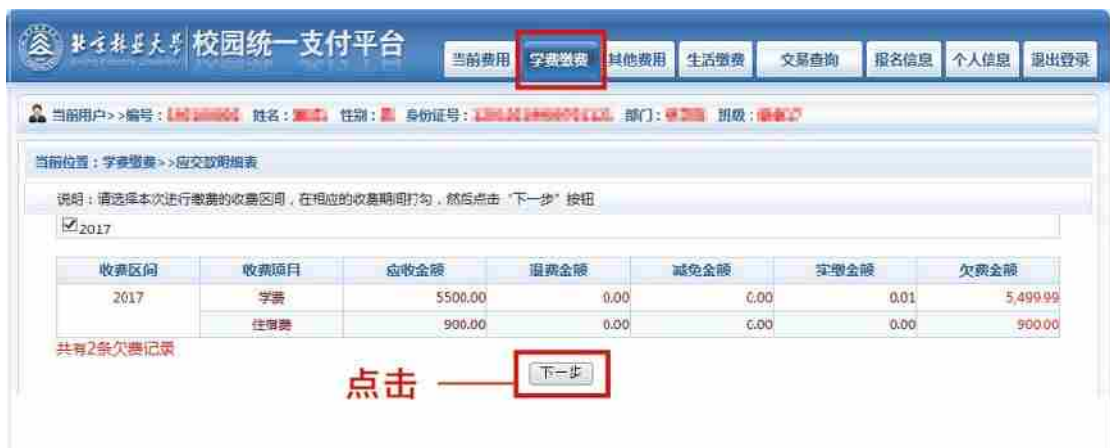 北京科技大学 校园统一支付平台
当前费用 学费缴费 其他费用 生活缴费 交易查询 报名信息 个人信息 退出登录
当前用户>>编号： 姓名： 性别： 身份证号： 部门： 班级：
当前位置：学费缴费>>应交款明细表
说明：请选择本次进行缴费的收费区间，在相应的收费期间打勾，然后点击“下一步”按钮
2017
收费区间 收费项目 应收金额 退费金额 减免金额 实缴金额 欠费金额
2017 学费 5500.00 0.00 0.00 0.01 5,499.99
住宿费 900.00 0.00 0.00 0.00 900.00
共有2条欠费记录
点击 下一步